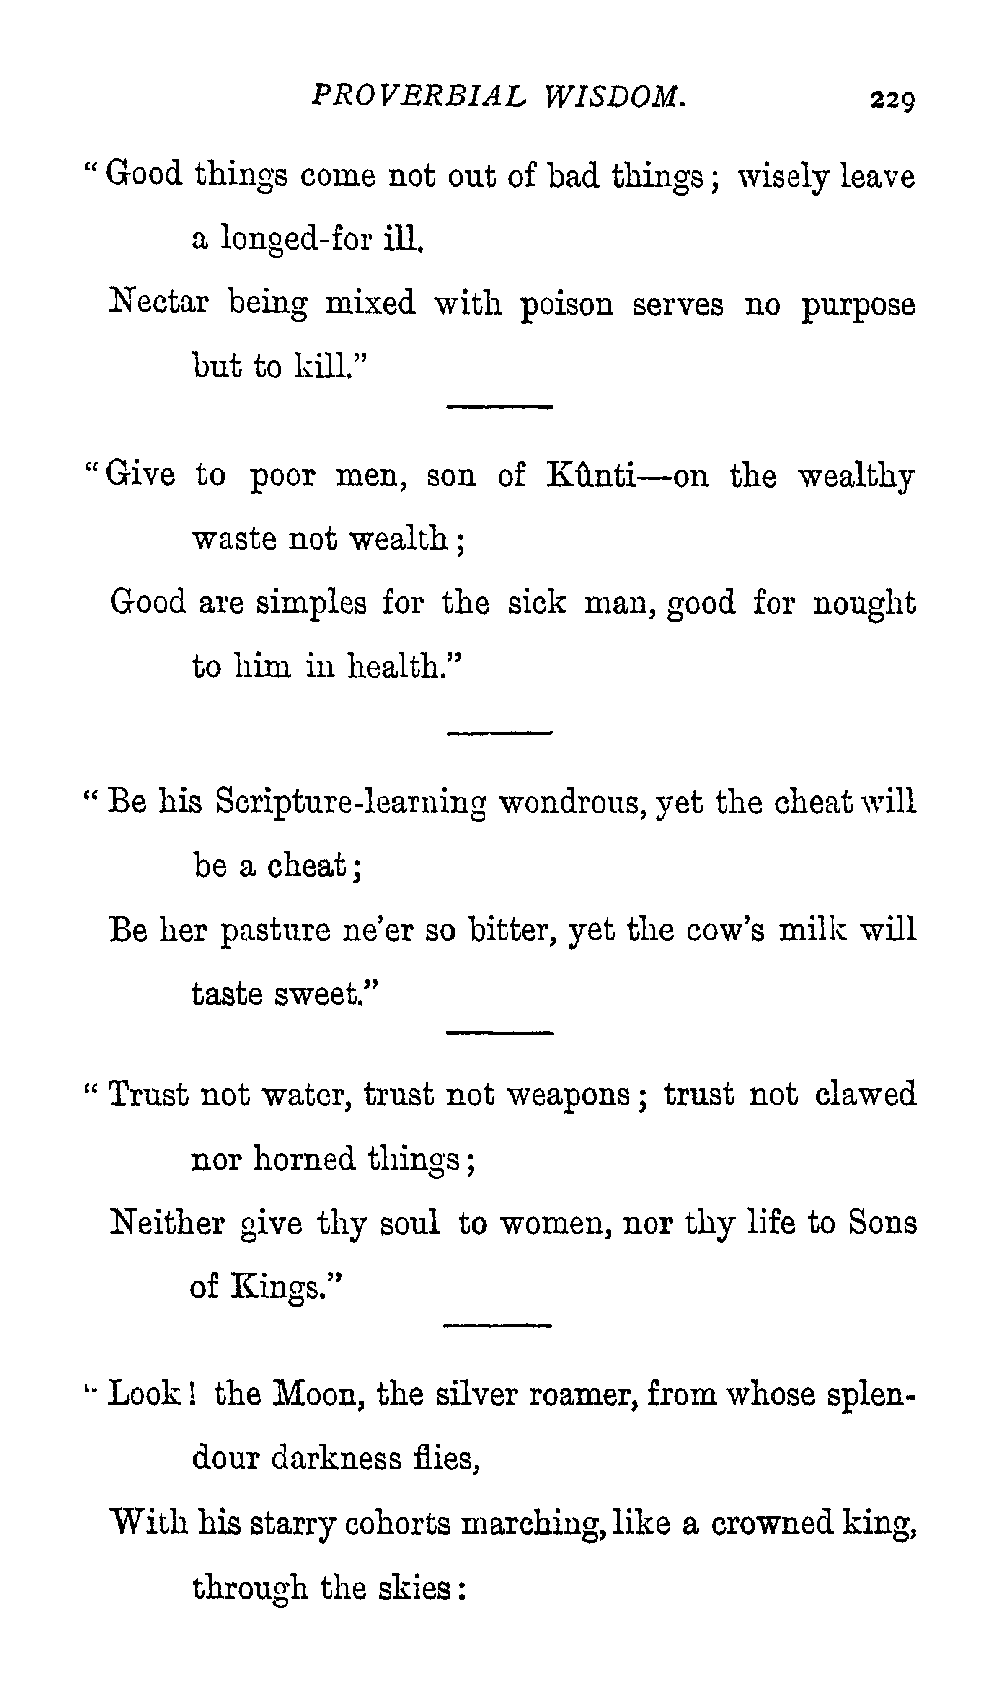 PROVERBIAL WISDOM. 229
“Good things come not out of bad things; wisely leave
a longed-for ill.
Nectar being mixed with poison serves no purpose
but to kill.”
“Give to poor men, son of Kûnti—on the wealthy
waste not wealth;
Good are simples for the sick man, good for nought
to him in health.”
“Be his Scripture-learning wondrous, yet the cheat will
be a cheat;
Be her pasture ne’er so bitter, yet the cow’s milk will
taste sweet.”
“Trust not water, trust not weapons; trust not clawed
nor horned things;
Neither give thy soul to women, nor thy life to Sons
of Kings.”
“Look! the Moon, the silver roamer, from whose splen-
dour darkness flies,
With his starry cohorts marching, like a crowned king,
through the skies: